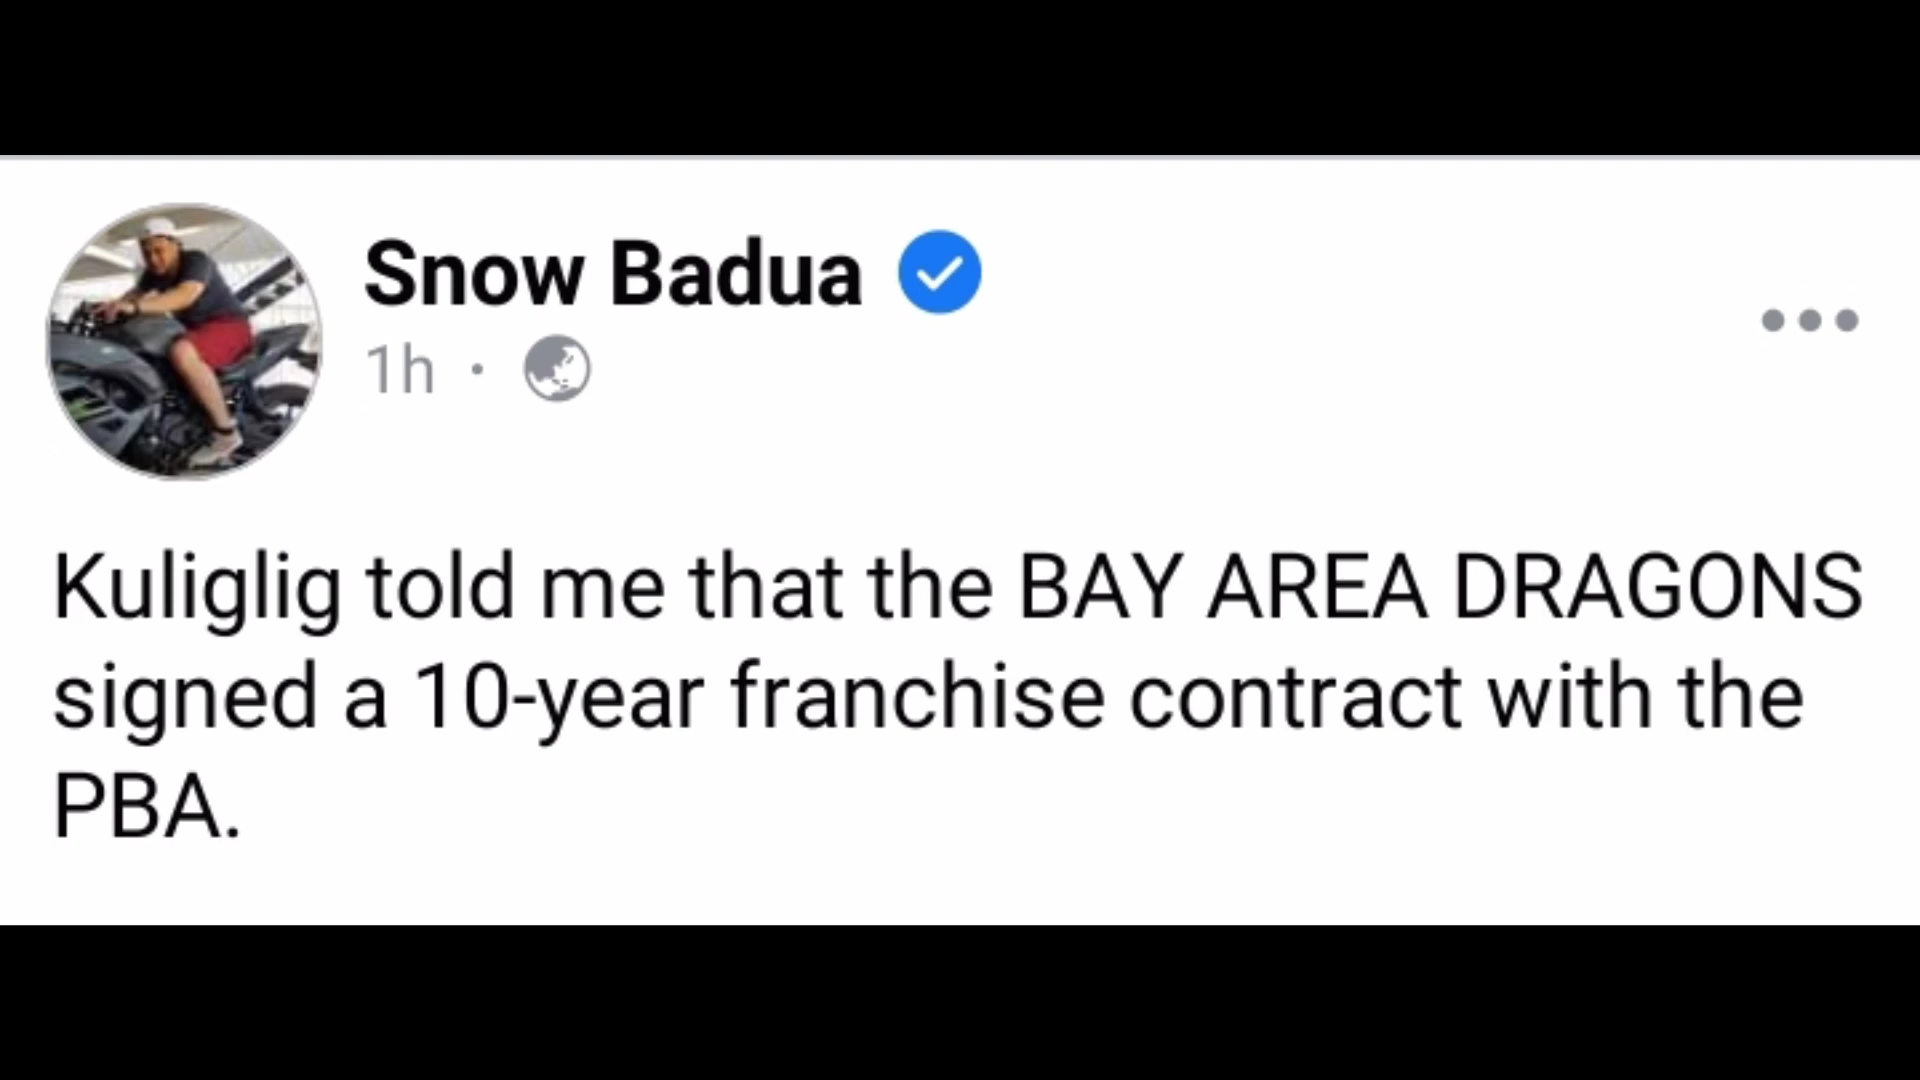 Snow Badua
1h ·
Kuliglig told me that the BAY AREA DRAGONS
signed a 10-year franchise contract with the
PBA.